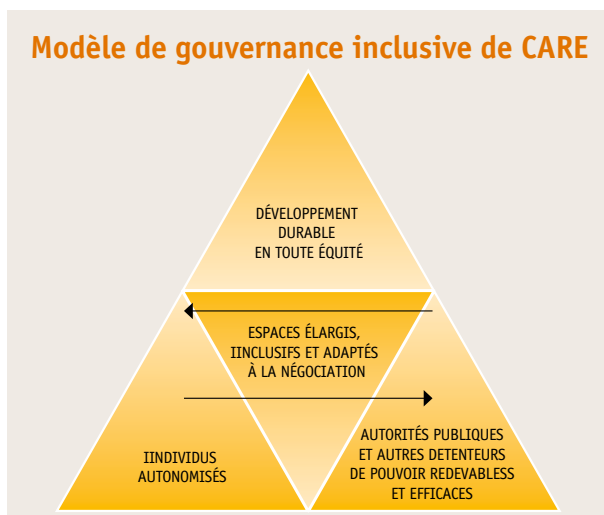 Modèle de gouvernance inclusive de CARE
DÉVELOPPEMENT
DURABLE
EN TOUTE ÉQUITÉ
ESPACES ÉLARGIS,
IINCLUSIFS ET ADAPTÉS
À LA NÉGOCIATION
IINDIVIDUS
AUTONOMISÉS
AUTORITÉS PUBLIQUES
ET AUTRES DETENTEURS
DE POUVOIR REDEVABLESS
ET EFFICACES